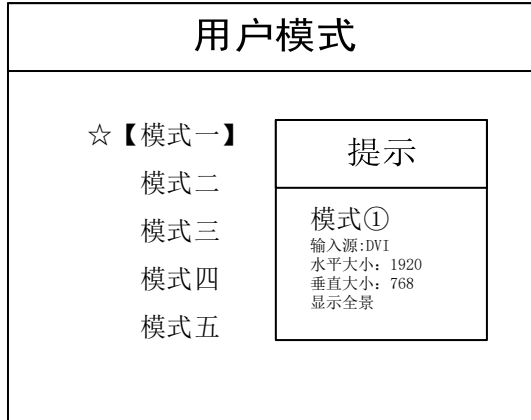 用户模式
☆【模式一】
模式二
模式三
模式四
模式五
提示
模式①
输入源:DVI
水平大小：1920
垂直大小：768
显示全景